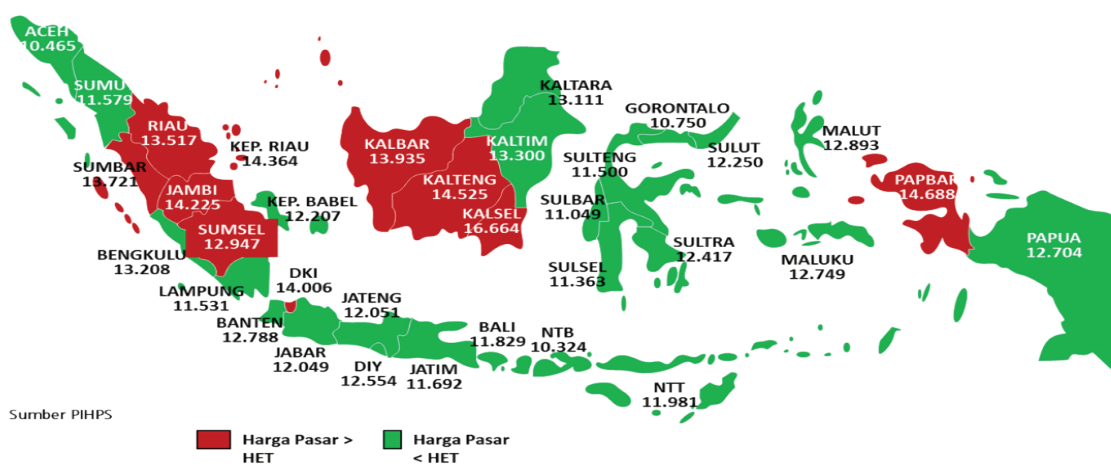 ACEH
10.465
SUMUT
11.579
RIAU
13.517
KEP. RIAU
14.364
SUMBAR
13.721
JAMBI
14.225
KEP. BABEL
12.207
SUMSEL
12.947
BENGKULU
13.208
LAMPUNG
11.531
DKI
14.006
BANTEN
12.788
JABAR
12.049
JATENG
12.051
DIY
12.554
JATIM
11.692
BALI
11.829
NTB
10.324
NTT
11.981
KALBAR
13.935
KALTENG
14.525
KALSEL
16.664
KALTIM
13.300
KALTARA
13.111
GORONTALO
10.750
SULUT
12.250
SULTENG
11.500
SULBAR
11.049
SULSEL
11.363
SULTRA
12.417
MALUT
12.893
MALUKU
12.749
PAPBAR
14.688
PAPUA
12.704
Sumber PIHPS
Harga Pasar >
HET
Harga Pasar
< HET